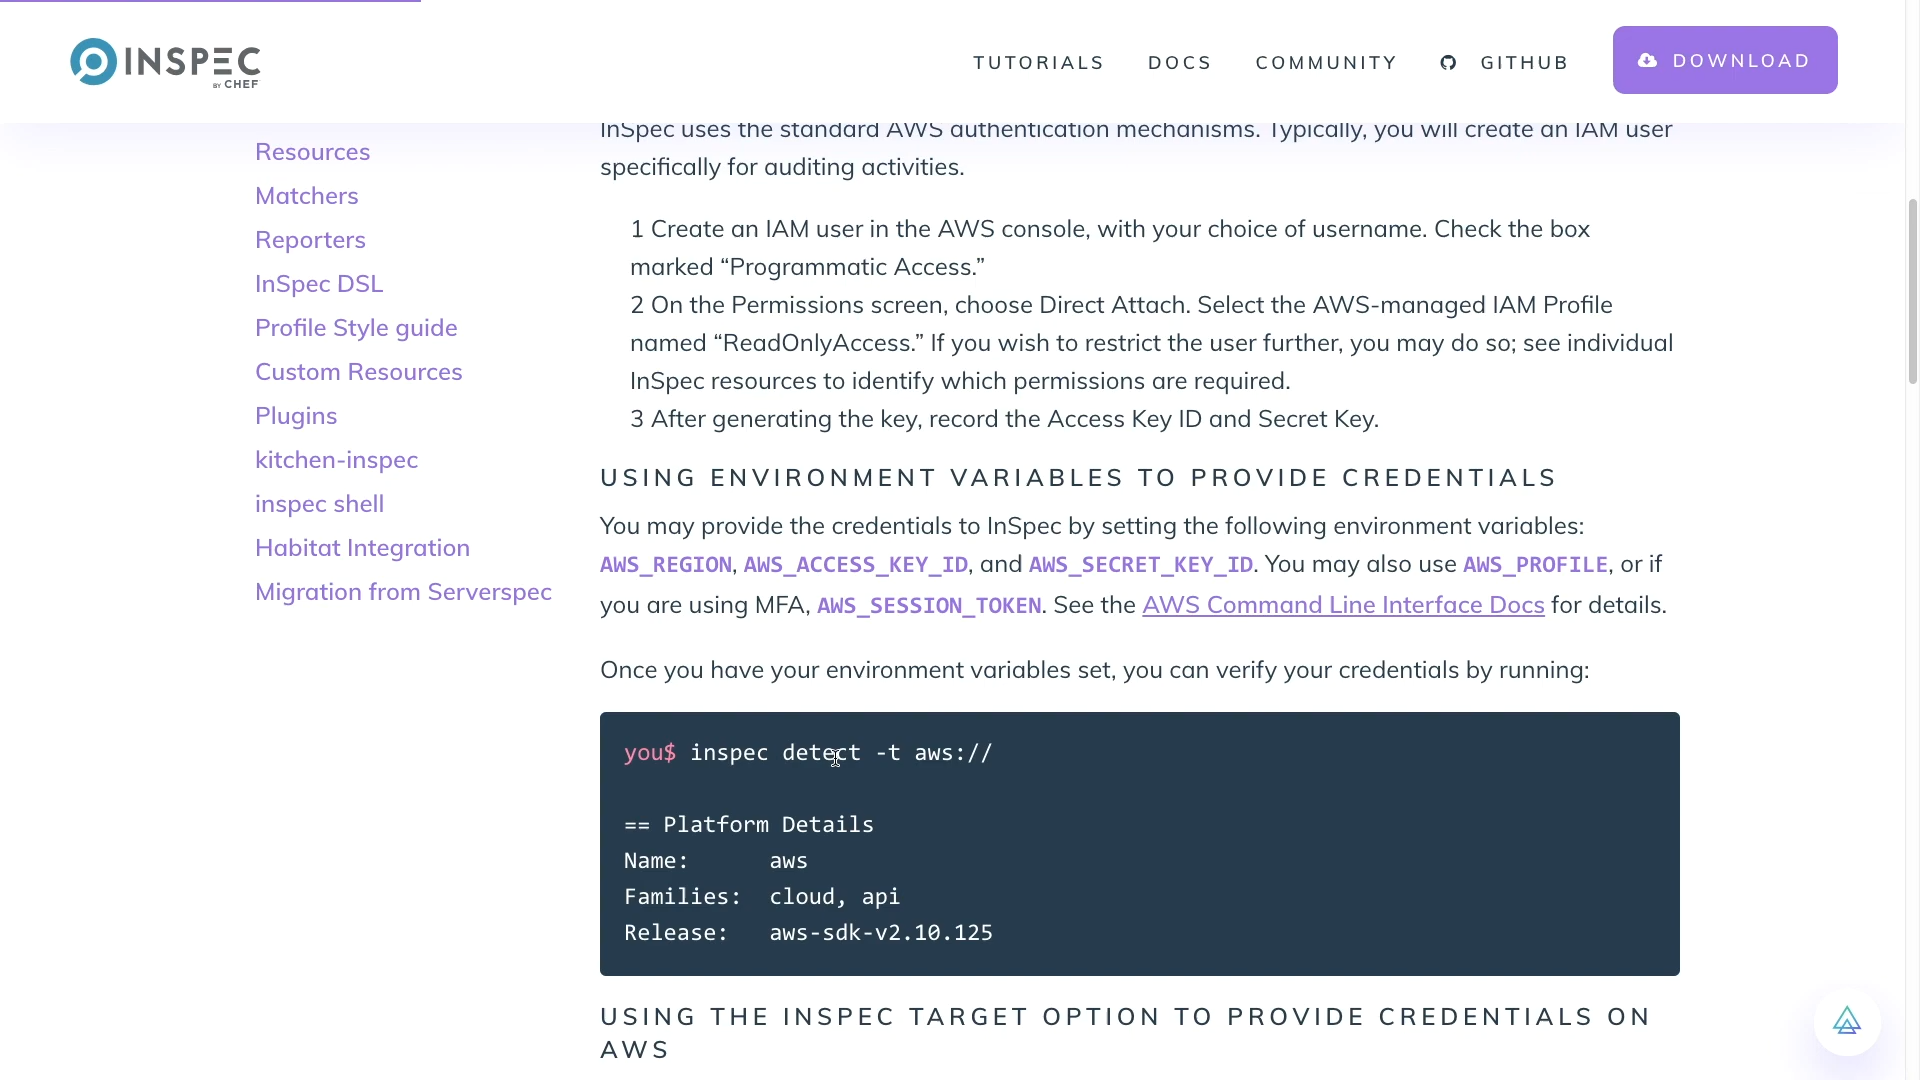 INSPEC
BY CHEF
TUTORIALS DOCS COMMUNITY GITHUB DOWNLOAD
Resources
Matchers
Reporters
InSpec DSL
Profile Style guide
Custom Resources
Plugins
kitchen-inspec
inspec shell
Habitat Integration
Migration from Serverspec
InSpec uses the standard AWS authentication mechanisms. Typically, you will create an IAM user
specifically for auditing activities.
1 Create an IAM user in the AWS console, with your choice of username. Check the box
marked “Programmatic Access.”
2 On the Permissions screen, choose Direct Attach. Select the AWS-managed IAM Profile
named “ReadOnlyAccess.” If you wish to restrict the user further, you may do so; see individual
InSpec resources to identify which permissions are required.
3 After generating the key, record the Access Key ID and Secret Key.
USING ENVIRONMENT VARIABLES TO PROVIDE CREDENTIALS
You may provide the credentials to InSpec by setting the following environment variables:
AWS_REGION, AWS_ACCESS_KEY_ID, and AWS_SECRET_KEY_ID. You may also use AWS_PROFILE, or if
you are using MFA, AWS_SESSION_TOKEN. See the AWS Command Line Interface Docs for details.
Once you have your environment variables set, you can verify your credentials by running:
you$ inspec detect -t aws://
== Platform Details
Name: aws
Families: cloud, api
Release: aws-sdk-v2.10.125
USING THE INSPEC TARGET OPTION TO PROVIDE CREDENTIALS ON
AWS